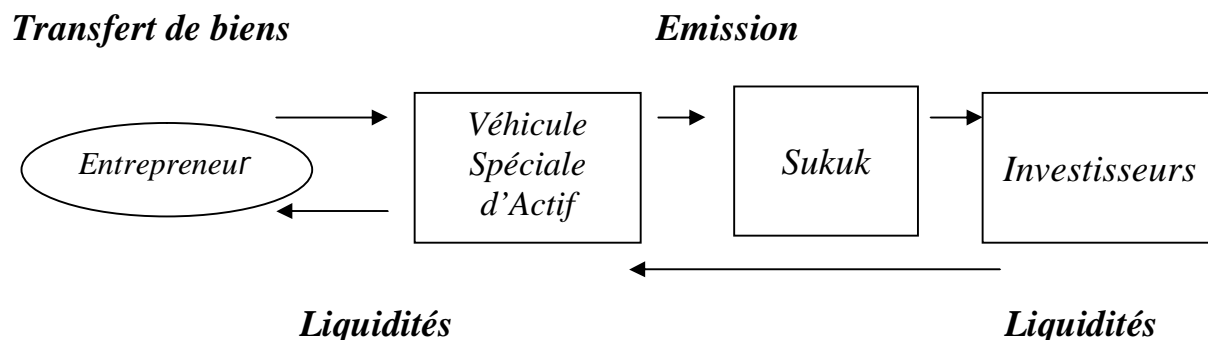 Transfert de biens
Emission
Entrepreneur
Véhicule
Spéciale
d'Actif
Sukuk
Investisseurs
Liquidités
Liquidités